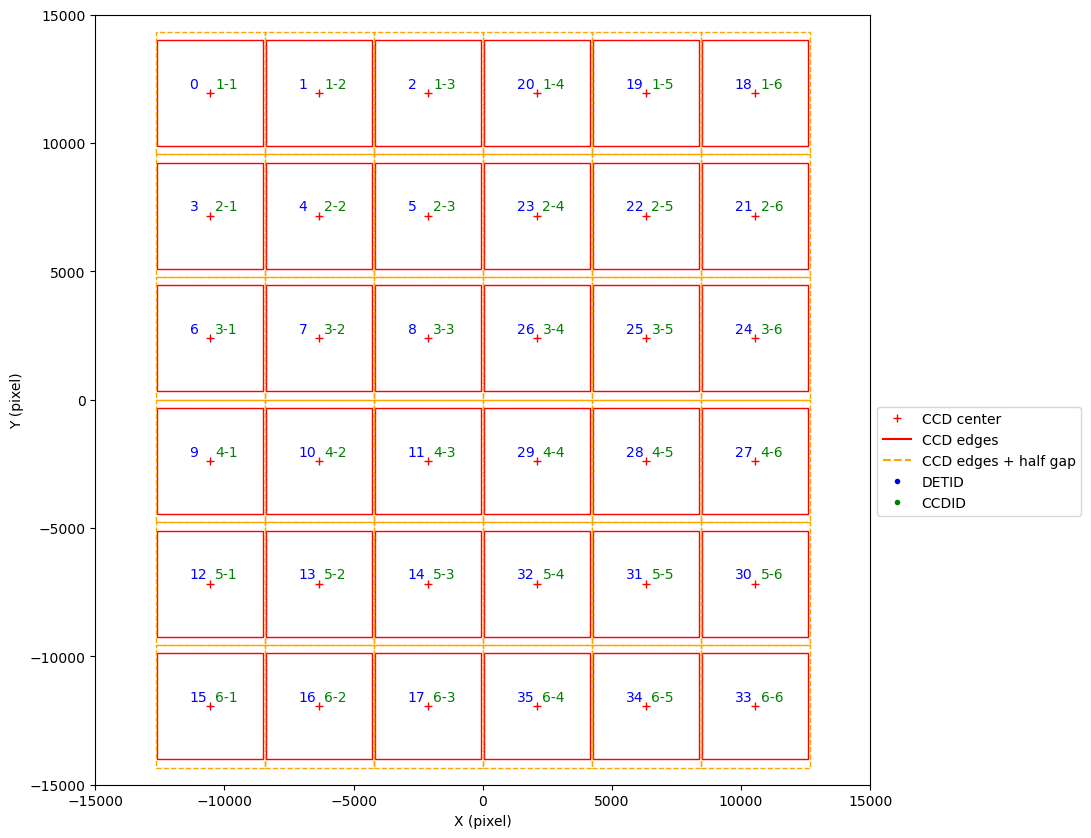 15000
0 1-1 1 1-2 2 1-3 20 1-4 19 1-5 18 1-6
10000
3 2-1 4 2-2 5 2-3 23 2-4 22 2-5 21 2-6
5000
6 3-1 7 3-2 8 3-3 26 3-4 25 3-5 24 3-6
Y (pixel)
0
9 4-1 10 4-2 11 4-3 29 4-4 28 4-5 27 4-6
−5000
12 5-1 13 5-2 14 5-3 32 5-4 31 5-5 30 5-6
−10000
15 6-1 16 6-2 17 6-3 35 6-4 34 6-5 33 6-6
−15000
−15000 −10000 −5000 0 5000 10000 15000
X (pixel)
CCD center
CCD edges
CCD edges + half gap
DETID
CCDID